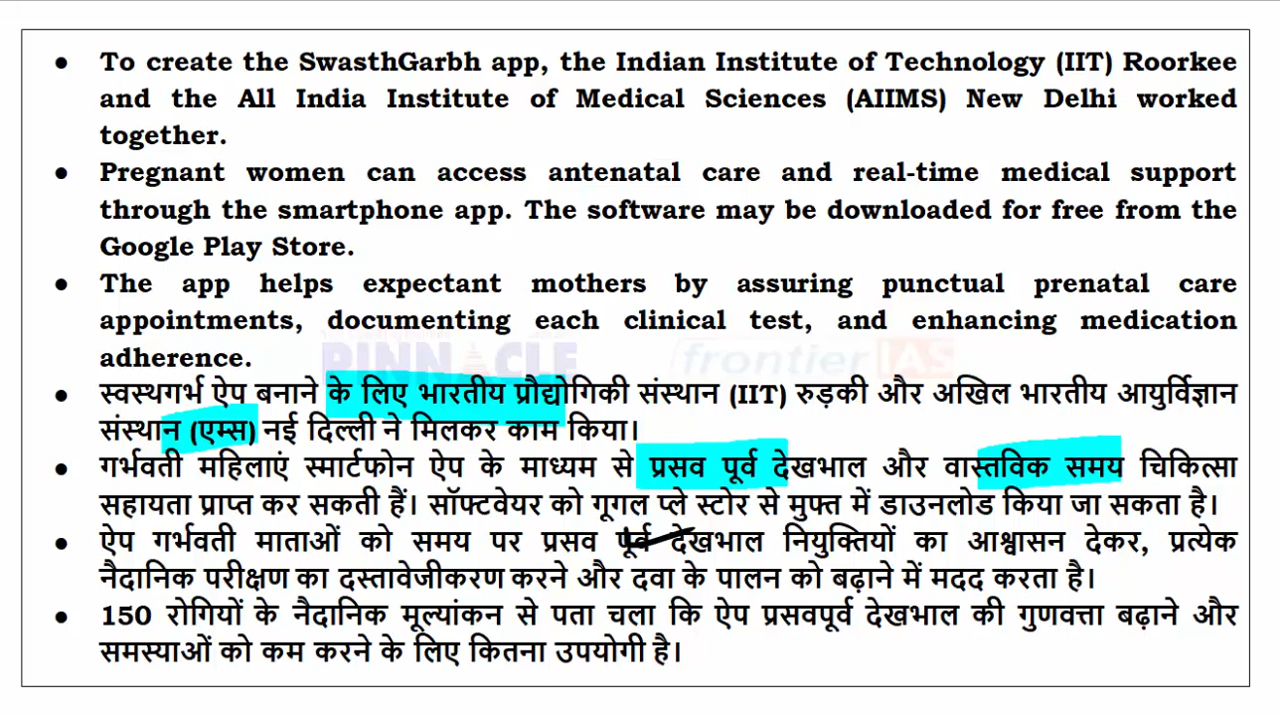 • To create the SwasthGarbh app, the Indian Institute of Technology (IIT) Roorkee
and the All India Institute of Medical Sciences (AIIMS) New Delhi worked
together.
• Pregnant women can access antenatal care and real-time medical support
through the smartphone app. The software may be downloaded for free from the
Google Play Store.
• The app helps expectant mothers by assuring punctual prenatal care
appointments, documenting each clinical test, and enhancing medication
adherence.
PINNACLE frontier IAS
• स्वस्थगर्भ ऐप बनाने के लिए भारतीय प्रौद्योगिकी संस्थान (IIT) रुड़की और अखिल भारतीय आयुर्विज्ञान
संस्थान (एम्स) नई दिल्ली ने मिलकर काम किया।
• गर्भवती महिलाएं स्मार्टफोन ऐप के माध्यम से प्रसव पूर्व देखभाल और वास्तविक समय चिकित्सा
सहायता प्राप्त कर सकती हैं। सॉफ्टवेयर को गूगल प्ले स्टोर से मुफ्त में डाउनलोड किया जा सकता है।
• ऐप गर्भवती माताओं को समय पर प्रसव पूर्व देखभाल नियुक्तियों का आश्वासन देकर, प्रत्येक
नैदानिक परीक्षण का दस्तावेजीकरण करने और दवा के पालन को बढ़ाने में मदद करता है।
• 150 रोगियों के नैदानिक मूल्यांकन से पता चला कि ऐप प्रसवपूर्व देखभाल की गुणवत्ता बढ़ाने और
समस्याओं को कम करने के लिए कितना उपयोगी है।